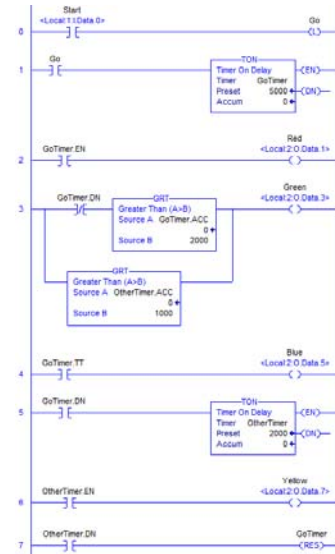 Start
<Local:1:I.Data.0>
Go
0
(L)
Go
1
TON
Timer On Delay
(EN)
Timer GoTimer
Preset 5000
(DN)
Accum 0
Red
<Local:2:O.Data.1>
GoTimer.EN
2
Green
<Local:2:O.Data.3>
GoTimer.DN
3
GRT
Greater Than (A>B)
Source A GoTimer.ACC
0
Source B 2000
GRT
Greater Than (A>B)
Source A OtherTimer.ACC
0
Source B 1000
Blue
<Local:2:O.Data.5>
GoTimer.TT
4
GoTimer.DN
5
TON
Timer On Delay
(EN)
Timer OtherTimer
Preset 2000
(DN)
Accum 0
Yellow
<Local:2:O.Data.7>
OtherTimer.EN
6
OtherTimer.DN
GoTimer
7
(RES)